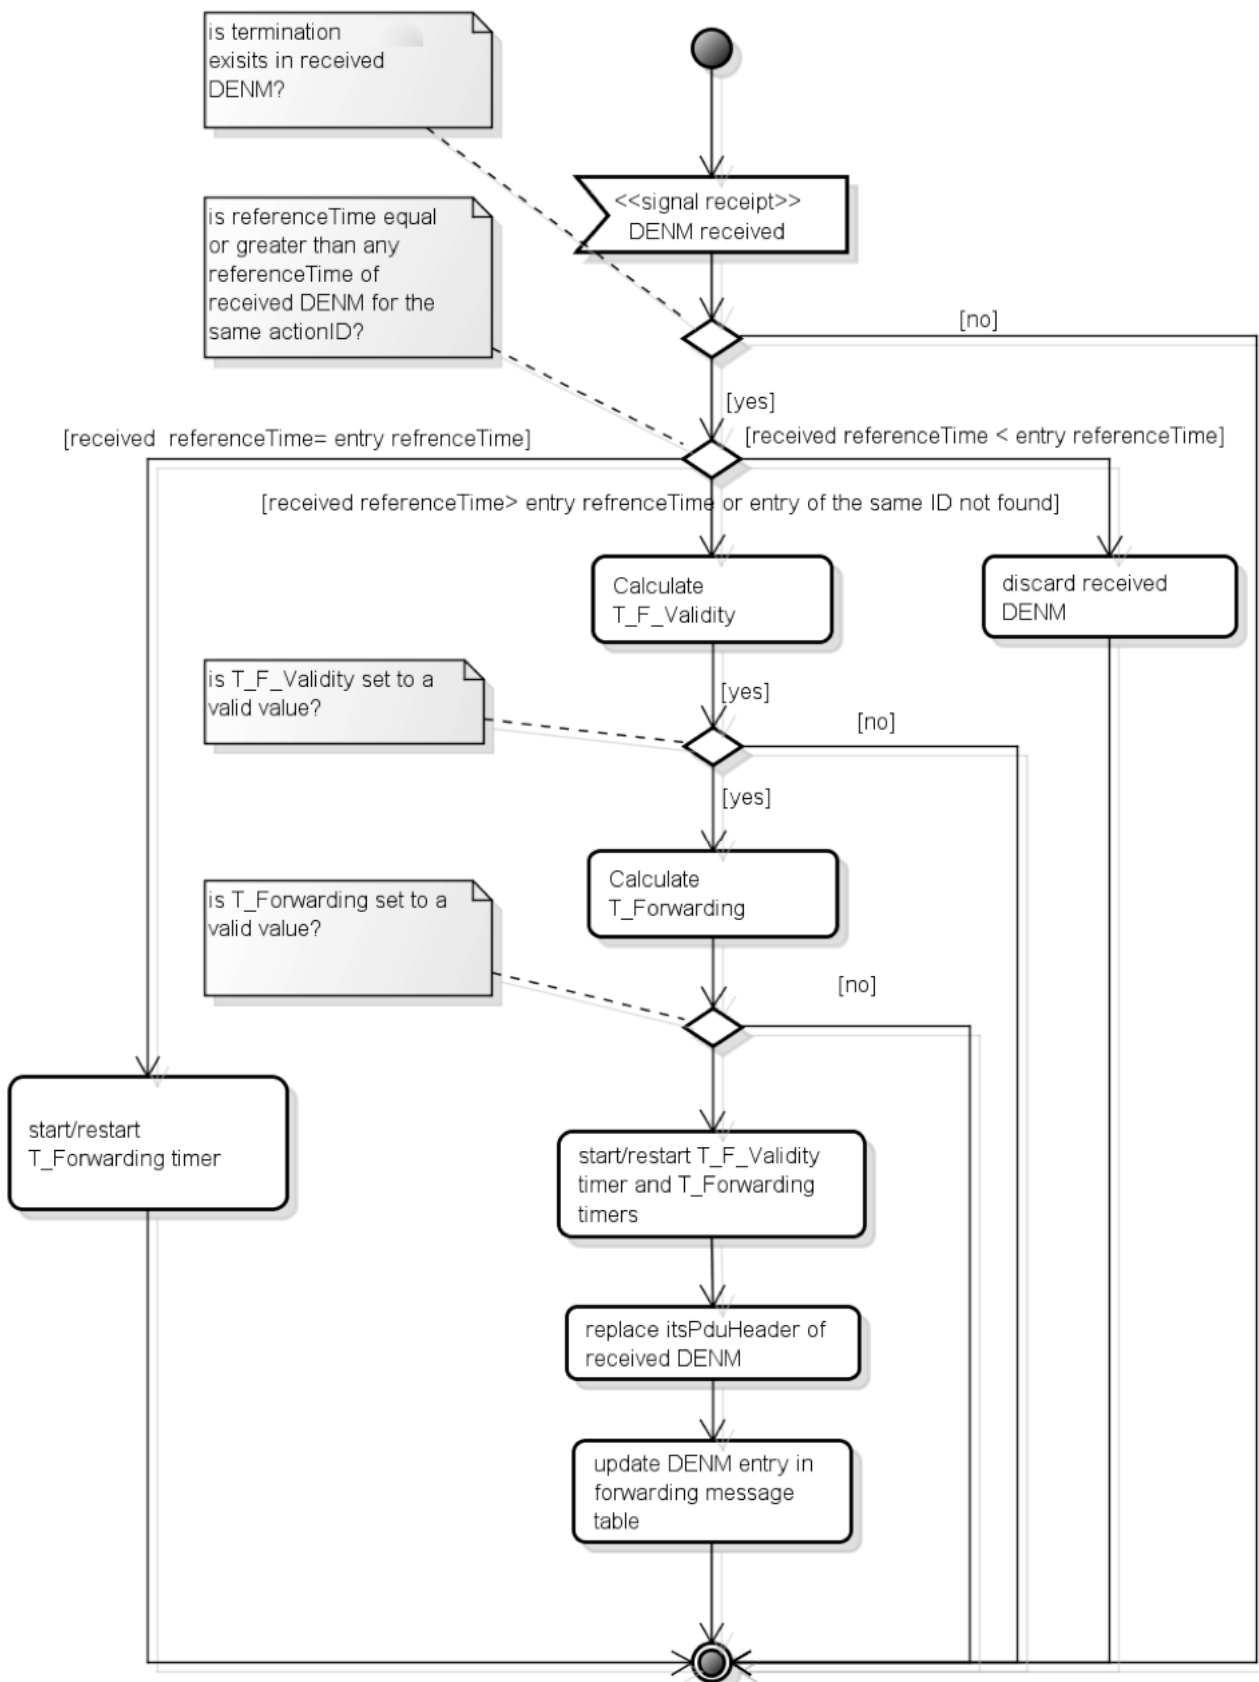 is termination
exisits in received
DENM?
<<signal receipt>>
DENM received
is referenceTime equal
or greater than any
referenceTime of
received DENM for the
same actionID?
[no]
[yes]
[received  referenceTime= entry refrenceTime]
[received referenceTime < entry referenceTime]
[received referenceTime> entry refrenceTime or entry of the same ID not found]
Calculate
T_F_Validity
discard received
DENM
is T_F_Validity set to a
valid value?
[yes]
[no]
[yes]
Calculate
T_Forwarding
is T_Forwarding set to a
valid value?
[no]
start/restart
T_Forwarding timer
start/restart T_F_Validity
timer and T_Forwarding
timers
replace itsPduHeader of
received DENM
update DENM entry in
forwarding message
table